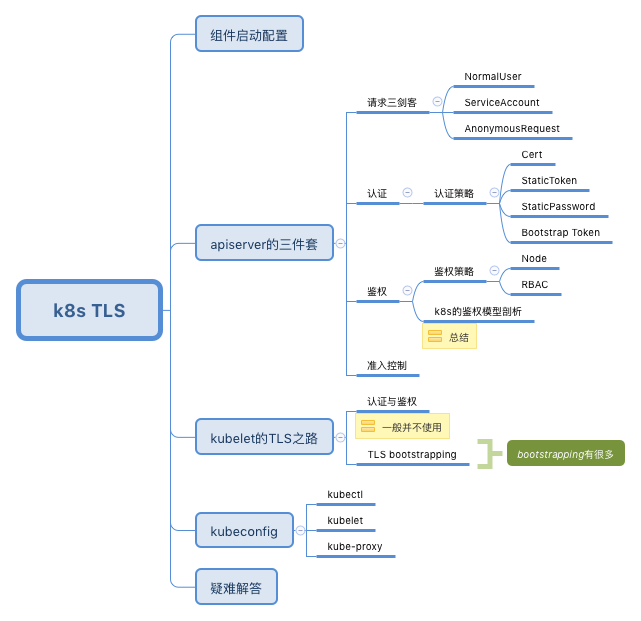 k8s TLS
组件启动配置
apiserver的三件套
请求三剑客
NormalUser
ServiceAccount
AnonymousRequest
认证
认证策略
Cert
StaticToken
StaticPassword
Bootstrap Token
鉴权
鉴权策略
Node
RBAC
k8s的鉴权模型剖析
总结
准入控制
kubelet的TLS之路
认证与鉴权
一般并不使用
TLS bootstrapping
bootstrapping有很多
kubeconfig
kubectl
kubelet
kube-proxy
疑难解答